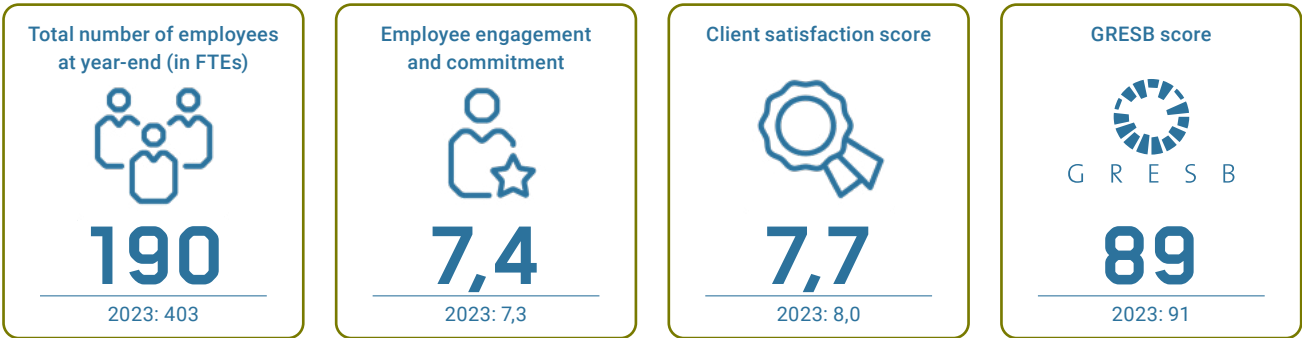 Total number of employees
at year-end (in FTEs)
190
2023: 403
Employee engagement
and commitment
7,4
2023: 7,3
Client satisfaction score
7,7
2023: 8,0
GRESB score
G R E S B
89
2023: 91